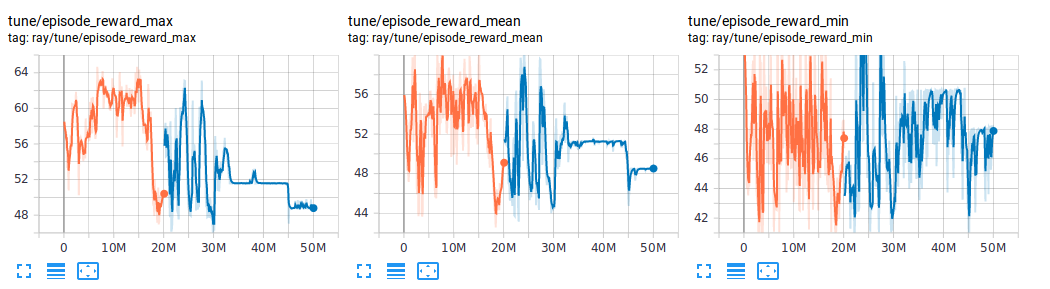 tune/episode_reward_max
tag: ray/tune/episode_reward_max
64
60
56
52
48
0 10M 20M 30M 40M 50M
tune/episode_reward_mean
tag: ray/tune/episode_reward_mean
56
52
48
44
0 10M 20M 30M 40M 50M
tune/episode_reward_min
tag: ray/tune/episode_reward_min
52
50
48
46
44
42
0 10M 20M 30M 40M 50M